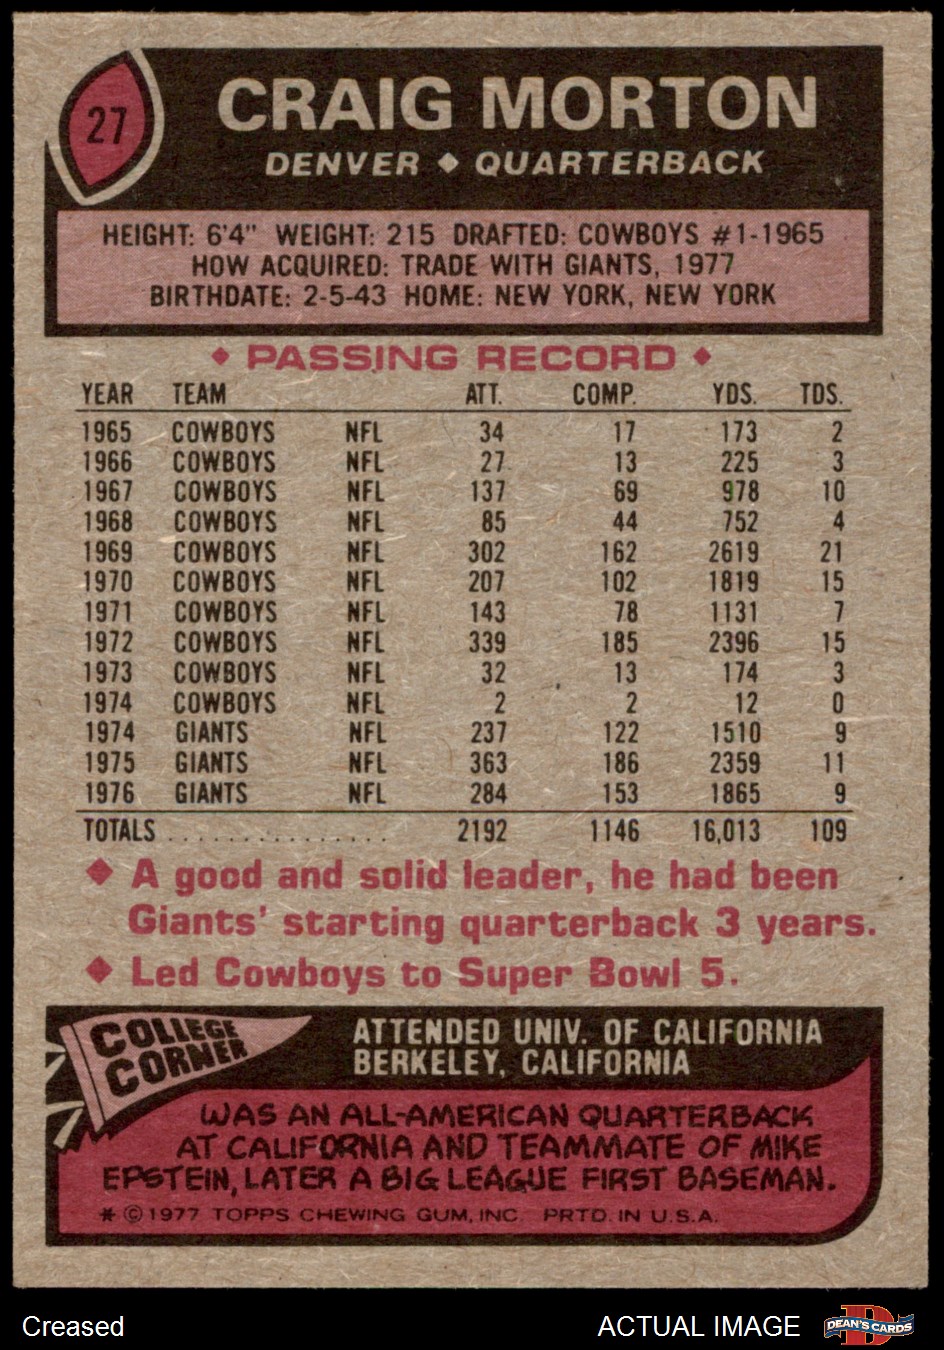 27
CRAIG MORTON
DENVER ◆ QUARTERBACK
HEIGHT: 6'4" WEIGHT: 215 DRAFTED: COWBOYS #1-1965
HOW ACQUIRED: TRADE WITH GIANTS, 1977
BIRTHDATE: 2-5-43 HOME: NEW YORK, NEW YORK
◆ PASSING RECORD ◆
YEAR TEAM ATT. COMP. YDS. TDS.
1965 COWBOYS NFL 34 17 173 2
1966 COWBOYS NFL 27 13 225 3
1967 COWBOYS NFL 137 69 978 10
1968 COWBOYS NFL 85 44 752 4
1969 COWBOYS NFL 302 162 2619 21
1970 COWBOYS NFL 207 102 1819 15
1971 COWBOYS NFL 143 78 1131 7
1972 COWBOYS NFL 339 185 2396 15
1973 COWBOYS NFL 32 13 174 3
1974 COWBOYS NFL 2 2 12 0
1974 GIANTS NFL 237 122 1510 9
1975 GIANTS NFL 363 186 2359 11
1976 GIANTS NFL 284 153 1865 9
TOTALS . . . . . . . . . . . . . . . 2192 1146 16,013 109
◆ A good and solid leader, he had been
Giants' starting quarterback 3 years.
◆ Led Cowboys to Super Bowl 5.
COLLEGE
CORNER
ATTENDED UNIV. OF CALIFORNIA
BERKELEY, CALIFORNIA
WAS AN ALL-AMERICAN QUARTERBACK
AT CALIFORNIA AND TEAMMATE OF MIKE
EPSTEIN, LATER A BIG LEAGUE FIRST BASEMAN.
* © 1977 TOPPS CHEWING GUM, INC. PRTD. IN U.S.A.
Creased
ACTUAL IMAGE
DEAN'S CARDS